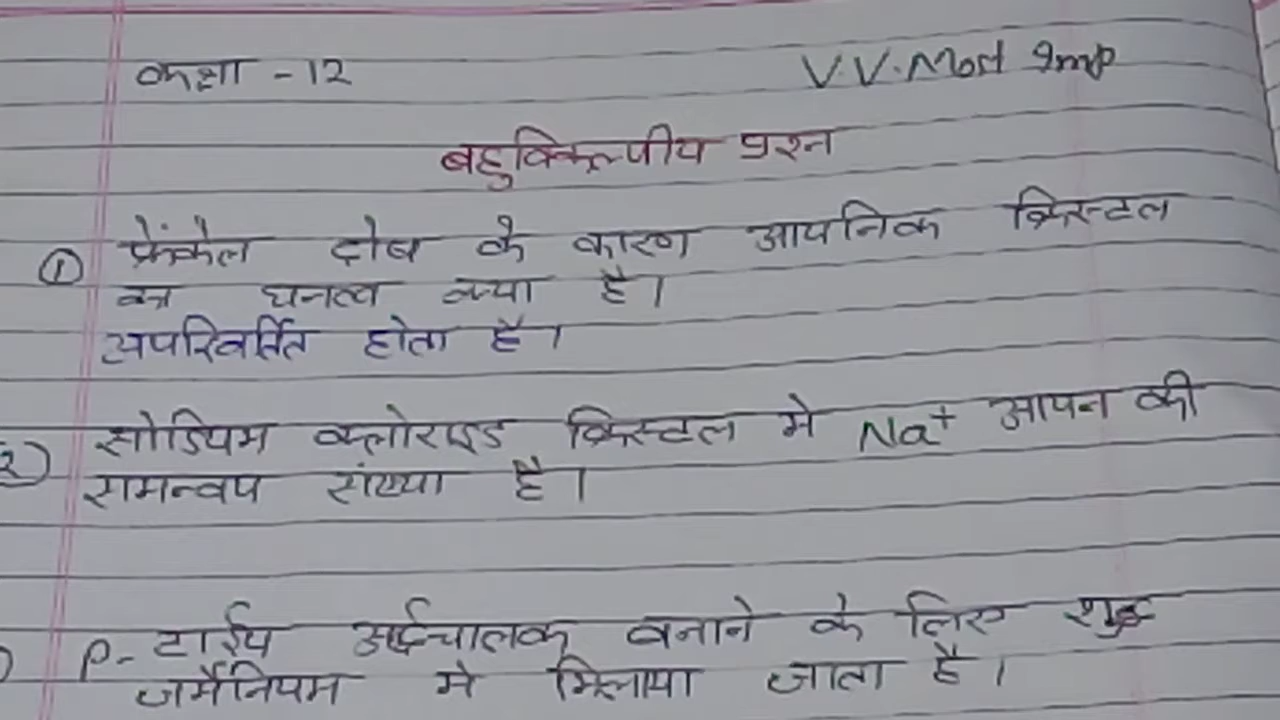 कक्षा - 12
V.V. Most Imp
बहुविकल्पीय प्रश्न
① फ्रेंकैल दोष के कारण आयनिक क्रिस्टल
का घनत्व क्या है।
अपरिवर्तित होता है।
2) सोडियम क्लोराइड क्रिस्टल मे Na+ आयन की
समन्वय संख्या है।
P- टाईप अर्द्धचालक बनाने के लिए शुद्ध
जर्मेनियम मे मिलाया जाता है।